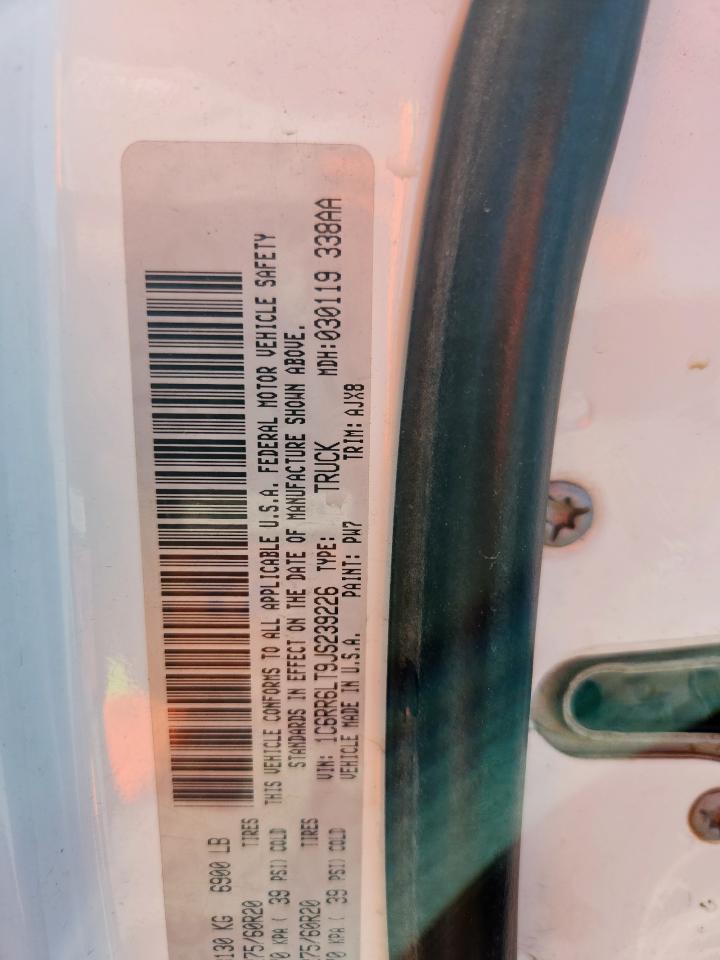 130 KG 6900 LB
75/60R20 TIRES
0 KPA ( 39 PSI) COLD
75/60R20 TIRES
0 KPA ( 39 PSI) COLD
THIS VEHICLE CONFORMS TO ALL APPLICABLE U.S.A. FEDERAL MOTOR VEHICLE SAFETY
STANDARDS IN EFFECT ON THE DATE OF MANUFACTURE SHOWN ABOVE.
VIN: 1C6RR6LT9JS239226 TYPE: TRUCK MDH:030119 338AA
VEHICLE MADE IN U.S.A. PAINT: PW7 TRIM: AJX8